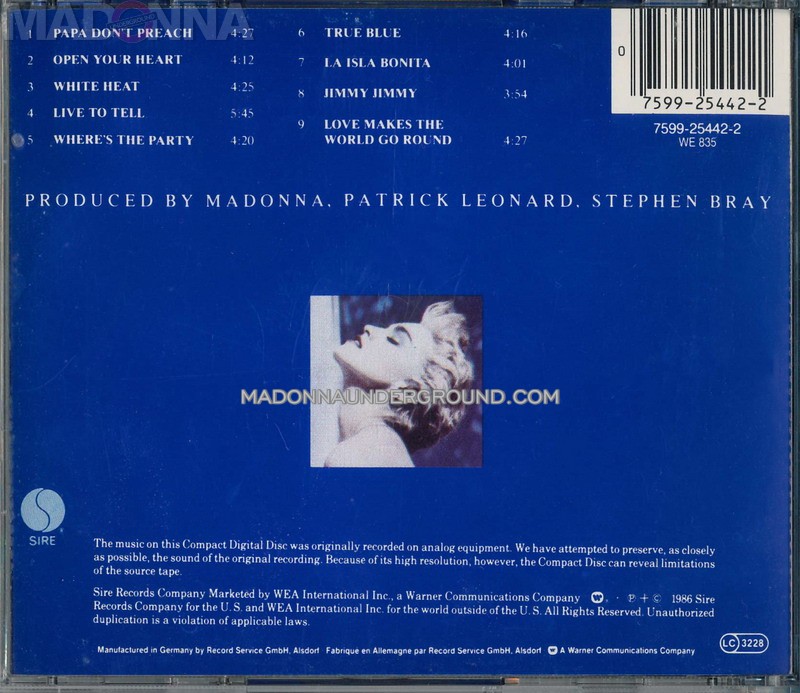 MADONNA
UNDERGROUND
1 PAPA DON'T PREACH 4:27
2 OPEN YOUR HEART 4:12
3 WHITE HEAT 4:25
4 LIVE TO TELL 5:45
5 WHERE'S THE PARTY 4:20
6 TRUE BLUE 4:16
7 LA ISLA BONITA 4:01
8 JIMMY JIMMY 3:54
9 LOVE MAKES THE
WORLD GO ROUND 4:27
0
7599-25442-2
7599-25442-2
WE 835
PRODUCED BY MADONNA, PATRICK LEONARD, STEPHEN BRAY
MADONNAUNDERGROUND.COM
S
SIRE
The music on this Compact Digital Disc was originally recorded on analog equipment. We have attempted to preserve, as closely
as possible, the sound of the original recording. Because of its high resolution, however, the Compact Disc can reveal limitations
of the source tape.
Sire Records Company Marketed by WEA International Inc., a Warner Communications Company . · ℗ + © 1986 Sire
Records Company for the U.S. and WEA International Inc. for the world outside of the U.S. All Rights Reserved. Unauthorized
duplication is a violation of applicable laws.
Manufactured in Germany by Record Service GmbH, Alsdorf Fabriqué en Allemagne par Record Service GmbH, Alsdorf A Warner Communications Company
LC 3228